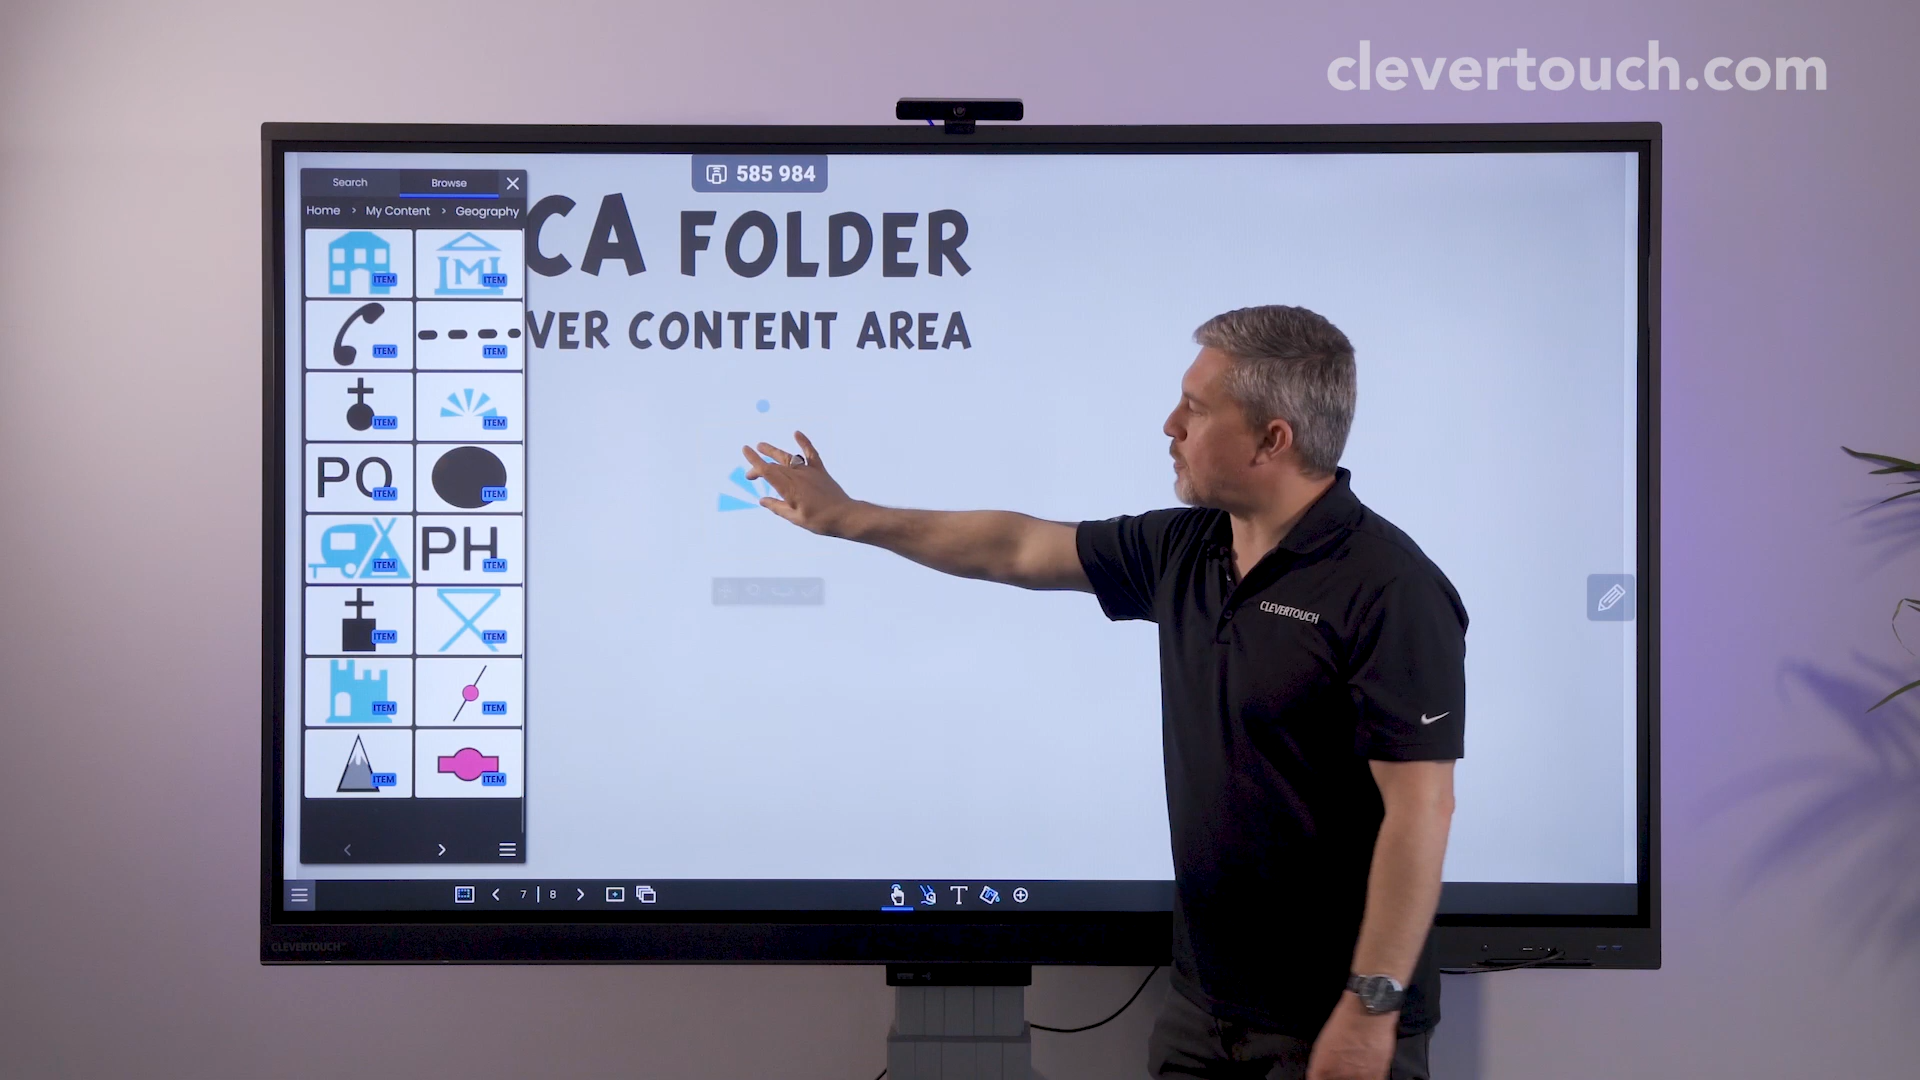 clevertouch.com
585 984
Search Browse
Home > My Content > Geography
CA FOLDER
VER CONTENT AREA
ITEM ITEM
M
ITEM ITEM
ITEM ITEM
PO ITEM ITEM
ITEM PH ITEM
ITEM ITEM
ITEM ITEM
ITEM ITEM
7 | 8
T
CLEVERTOUCH
CLEVERTOUCH